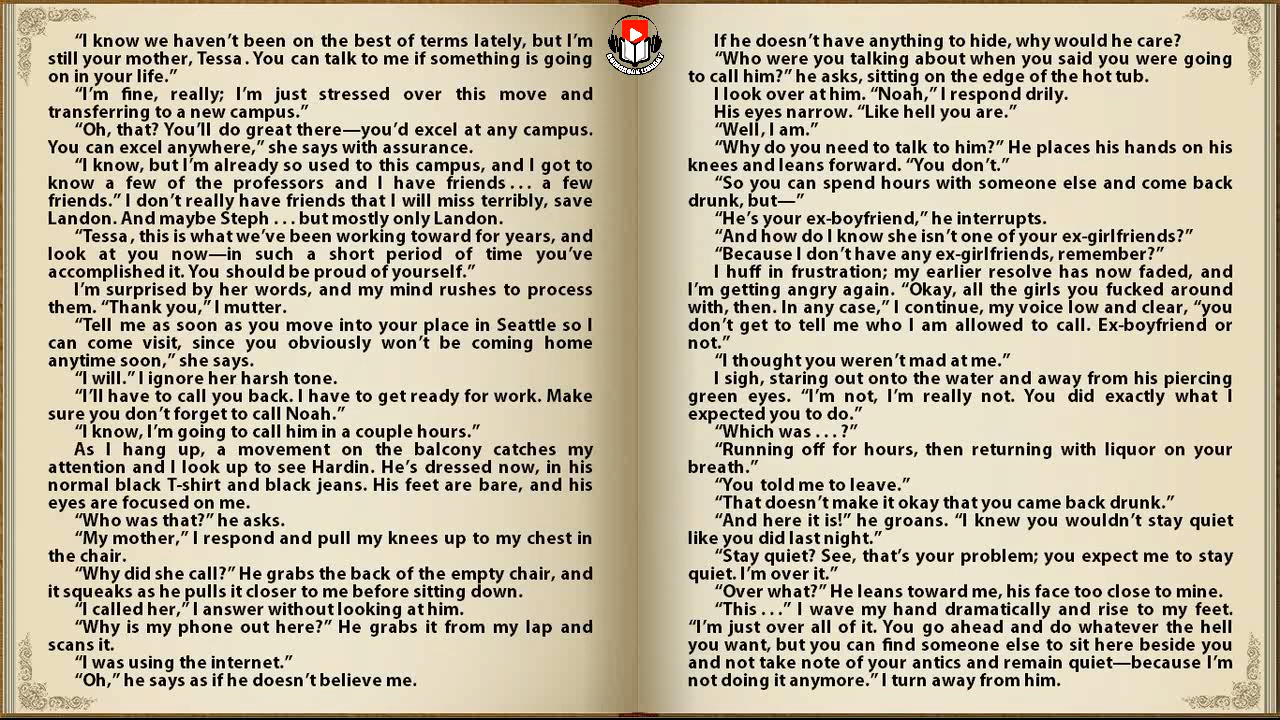 “I know we haven’t been on the best of terms lately, but I’m
still your mother, Tessa. You can talk to me if something is going
on in your life.”
“I’m fine, really; I’m just stressed over this move and
transferring to a new campus.”
“Oh, that? You’ll do great there—you’d excel at any campus.
You can excel anywhere,” she says with assurance.
“I know, but I’m already so used to this campus, and I got to
know a few of the professors and I have friends . . . a few
friends.” I don’t really have friends that I will miss terribly, save
Landon. And maybe Steph . . . but mostly only Landon.
“Tessa, this is what we’ve been working toward for years, and
look at you now—in such a short period of time you’ve
accomplished it. You should be proud of yourself.”
I’m surprised by her words, and my mind rushes to process
them. “Thank you,” I mutter.
“Tell me as soon as you move into your place in Seattle so I
can come visit, since you obviously won’t be coming home
anytime soon,” she says.
“I will.” I ignore her harsh tone.
“I’ll have to call you back. I have to get ready for work. Make
sure you don’t forget to call Noah.”
“I know, I’m going to call him in a couple hours.”
As I hang up, a movement on the balcony catches my
attention and I look up to see Hardin. He’s dressed now, in his
normal black T-shirt and black jeans. His feet are bare, and his
eyes are focused on me.
“Who was that?” he asks.
“My mother,” I respond and pull my knees up to my chest in
the chair.
“Why did she call?” He grabs the back of the empty chair, and
it squeaks as he pulls it closer to me before sitting down.
“I called her,” I answer without looking at him.
“Why is my phone out here?” He grabs it from my lap and
scans it.
“I was using the internet.”
“Oh,” he says as if he doesn’t believe me.
If he doesn’t have anything to hide, why would he care?
“Who were you talking about when you said you were going
to call him?” he asks, sitting on the edge of the hot tub.
I look over at him. “Noah,” I respond drily.
His eyes narrow. “Like hell you are.”
“Well, I am.”
“Why do you need to talk to him?” He places his hands on his
knees and leans forward. “You don’t.”
“So you can spend hours with someone else and come back
drunk, but—”
“He’s your ex-boyfriend,” he interrupts.
“And how do I know she isn’t one of your ex-girlfriends?”
“Because I don’t have any ex-girlfriends, remember?”
I huff in frustration; my earlier resolve has now faded, and
I’m getting angry again. “Okay, all the girls you fucked around
with, then. In any case,” I continue, my voice low and clear, “you
don’t get to tell me who I am allowed to call. Ex-boyfriend or
not.”
“I thought you weren’t mad at me.”
I sigh, staring out onto the water and away from his piercing
green eyes. “I’m not, I’m really not. You did exactly what I
expected you to do.”
“Which was . . . ?”
“Running off for hours, then returning with liquor on your
breath.”
“You told me to leave.”
“That doesn’t make it okay that you came back drunk.”
“And here it is!” he groans. “I knew you wouldn’t stay quiet
like you did last night.”
“Stay quiet? See, that’s your problem; you expect me to stay
quiet. I’m over it.”
“Over what?” He leans toward me, his face too close to mine.
“This . . .” I wave my hand dramatically and rise to my feet.
“I’m just over all of it. You go ahead and do whatever the hell
you want, but you can find someone else to sit here beside you
and not take note of your antics and remain quiet—because I’m
not doing it anymore.” I turn away from him.